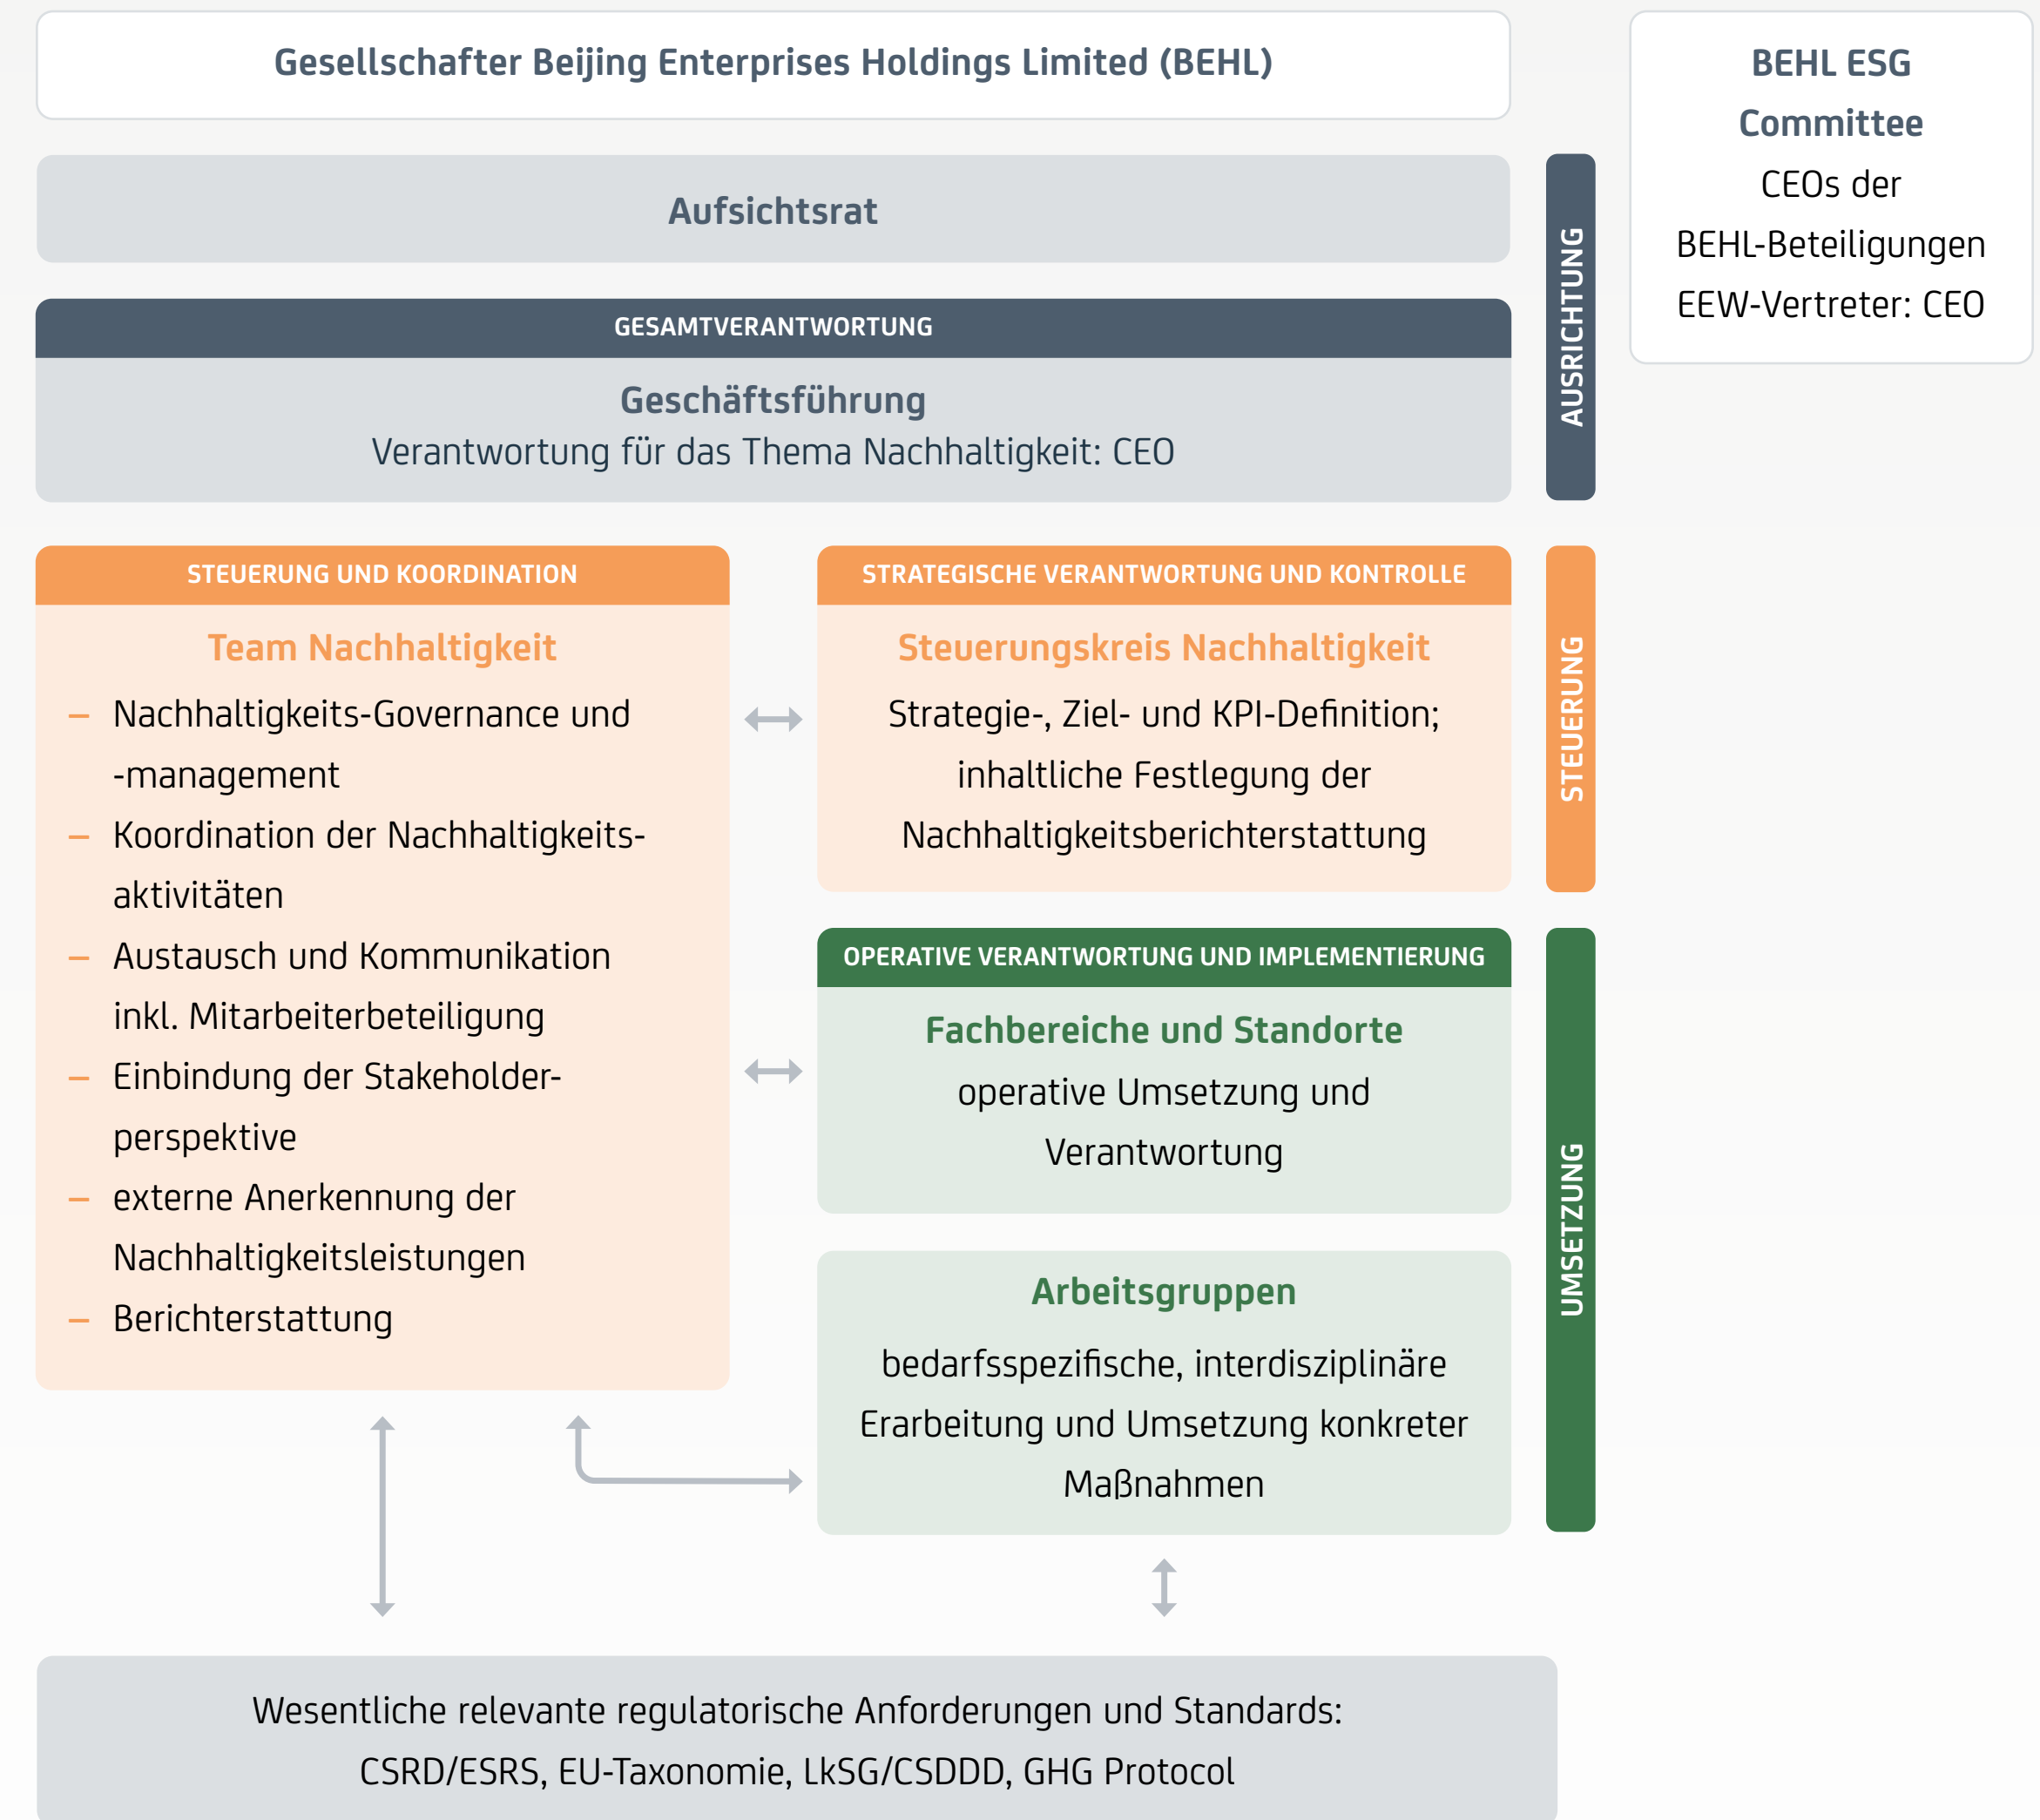 Gesellschafter Beijing Enterprises Holdings Limited (BEHL)
BEHL ESG
Committee
CEOs der
BEHL-Beteiligungen
EEW-Vertreter: CEO
Aufsichtsrat
GESAMTVERANTWORTUNG
Geschäftsführung
Verantwortung für das Thema Nachhaltigkeit: CEO
AUSRICHTUNG
STEUERUNG UND KOORDINATION
Team Nachhaltigkeit
– Nachhaltigkeits-Governance und
-management
– Koordination der Nachhaltigkeits-
aktivitäten
– Austausch und Kommunikation
inkl. Mitarbeiterbeteiligung
– Einbindung der Stakeholder-
perspektive
– externe Anerkennung der
Nachhaltigkeitsleistungen
– Berichterstattung
STRATEGISCHE VERANTWORTUNG UND KONTROLLE
Steuerungskreis Nachhaltigkeit
Strategie-, Ziel- und KPI-Definition;
inhaltliche Festlegung der
Nachhaltigkeitsberichterstattung
STEUERUNG
OPERATIVE VERANTWORTUNG UND IMPLEMENTIERUNG
Fachbereiche und Standorte
operative Umsetzung und
Verantwortung
Arbeitsgruppen
bedarfsspezifische, interdisziplinäre
Erarbeitung und Umsetzung konkreter
Maßnahmen
UMSETZUNG
Wesentliche relevante regulatorische Anforderungen und Standards:
CSRD/ESRS, EU-Taxonomie, LkSG/CSDDD, GHG Protocol